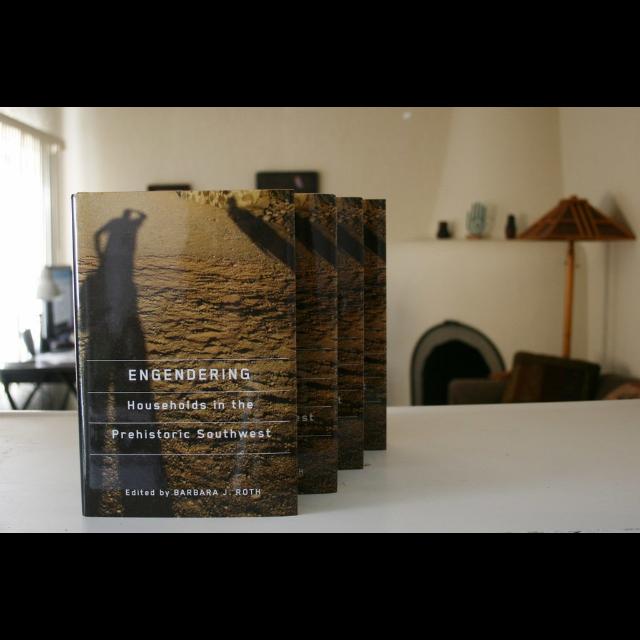 ENGENDERING
Households in the
Prehistoric Southwest
Edited by BARBARA J. ROTH